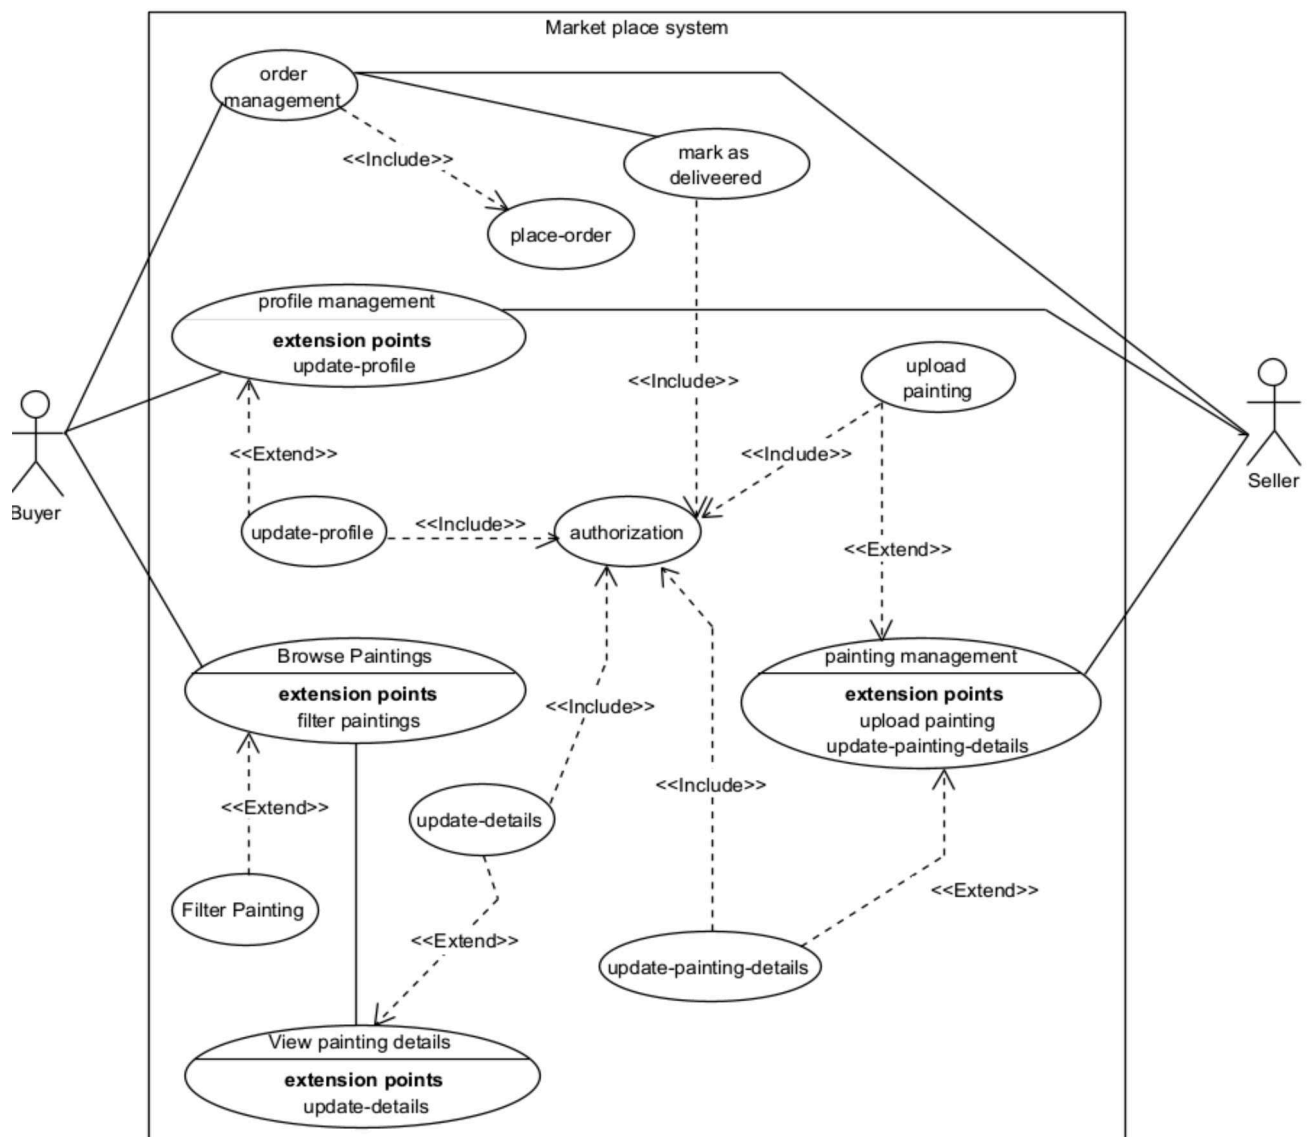 Market place system
order
management
<<Include>>
mark as
deliveered
place-order
profile management
extension points
update-profile
<<Include>>
upload
painting
<<Extend>>
<<Include>>
Buyer
Seller
update-profile
<<Include>>
authorization
<<Extend>>
Browse Paintings
extension points
filter paintings
painting management
extension points
upload painting
update-painting-details
<<Include>>
<<Include>>
<<Extend>>
update-details
<<Extend>>
Filter Painting
<<Extend>>
update-painting-details
View painting details
extension points
update-details